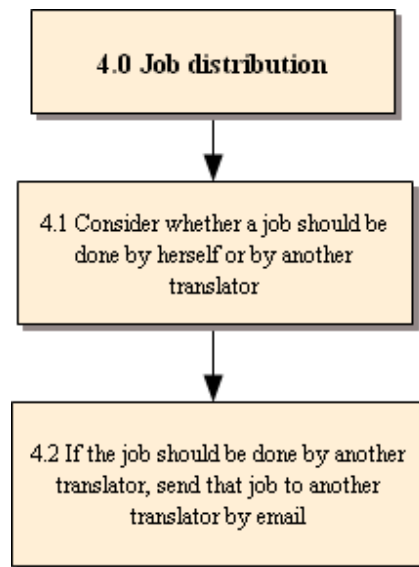 4.0 Job distribution
4.1 Consider whether a job should be
done by herself or by another
translator
4.2 If the job should be done by another
translator, send that job to another
translator by email